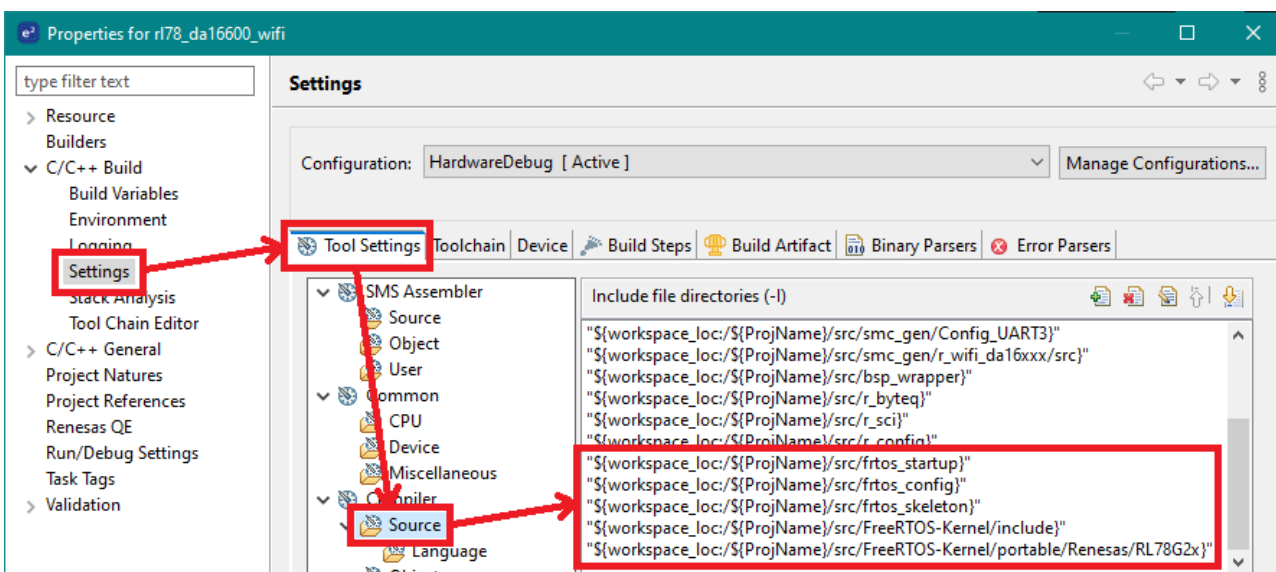 e² Properties for rl78_da16600_wifi
type filter text
Settings
Resource
Builders
C/C++ Build
Build Variables
Environment
Logging
Settings
Stack Analysis
Tool Chain Editor
C/C++ General
Project Natures
Project References
Renesas QE
Run/Debug Settings
Task Tags
Validation
Configuration: HardwareDebug [ Active ] Manage Configurations...
Tool Settings Toolchain Device Build Steps Build Artifact Binary Parsers Error Parsers
SMS Assembler
Source
Object
User
Common
CPU
Device
Miscellaneous
Compiler
Source
Language
Include file directories (-I)
"${workspace_loc:/${ProjName}/src/smc_gen/Config_UART3}"
"${workspace_loc:/${ProjName}/src/smc_gen/r_wifi_da16xxx/src}"
"${workspace_loc:/${ProjName}/src/bsp_wrapper}"
"${workspace_loc:/${ProjName}/src/r_byteq}"
"${workspace_loc:/${ProjName}/src/r_sci}"
"${workspace_loc:/${ProjName}/src/r_config}"
"${workspace_loc:/${ProjName}/src/frtos_startup}"
"${workspace_loc:/${ProjName}/src/frtos_config}"
"${workspace_loc:/${ProjName}/src/frtos_skeleton}"
"${workspace_loc:/${ProjName}/src/FreeRTOS-Kernel/include}"
"${workspace_loc:/${ProjName}/src/FreeRTOS-Kernel/portable/Renesas/RL78G2x}"